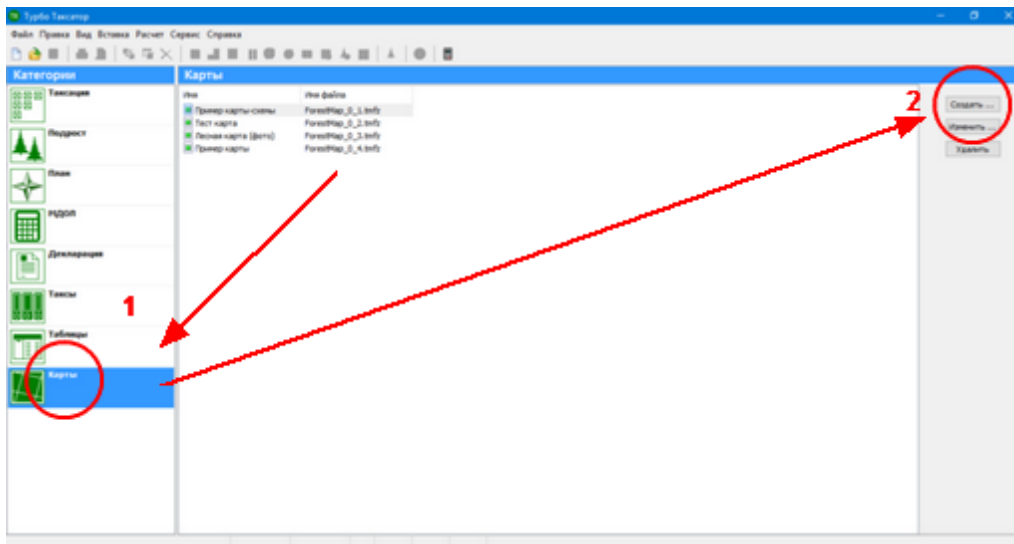 Турбо Таксатор
Файл Правка Вид Вставка Расчет Сервис Справка
Категории
Карты
Таксация
Подрост
План
МДОЛ
Декларация
Таксы
Таблицы
Карты
Имя Имя файла
Пример карты-схемы ForestMap_0_1.tmfz
Тест карта ForestMap_0_2.tmfz
Лесная карта (фото) ForestMap_0_3.tmfz
Пример карты ForestMap_0_4.tmfz
1
2
Создать ...
Изменить ...
Удалить